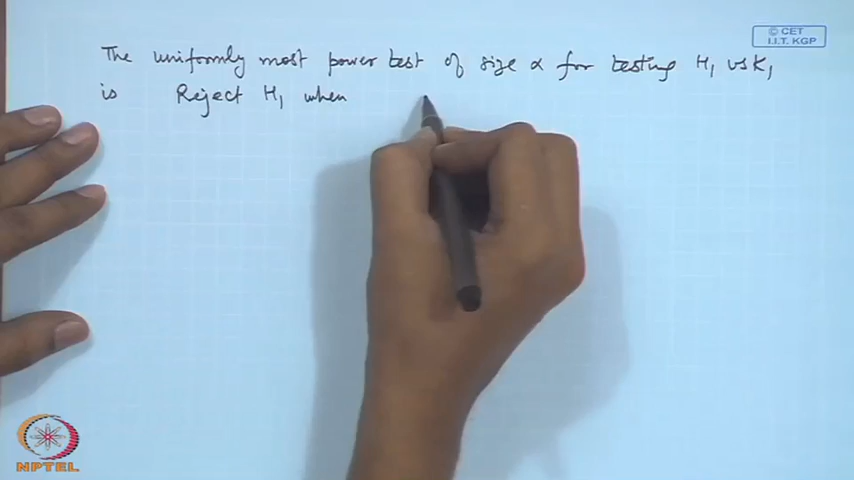 © CET
I.I.T. KGP
The uniformly most power test of size α for testing H₁ vs K₁
is Reject H₁ when
NPTEL